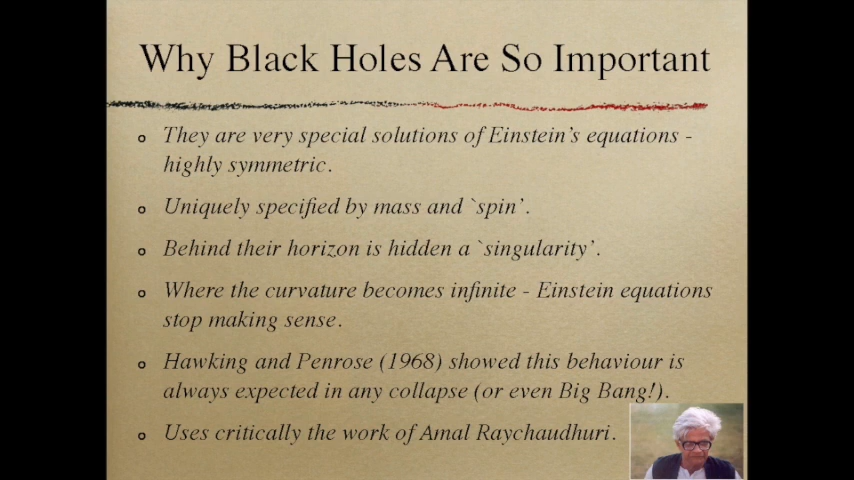 Why Black Holes Are So Important
They are very special solutions of Einstein's equations -
highly symmetric.
Uniquely specified by mass and `spin'.
Behind their horizon is hidden a `singularity'.
Where the curvature becomes infinite - Einstein equations
stop making sense.
Hawking and Penrose (1968) showed this behaviour is
always expected in any collapse (or even Big Bang!).
Uses critically the work of Amal Raychaudhuri.